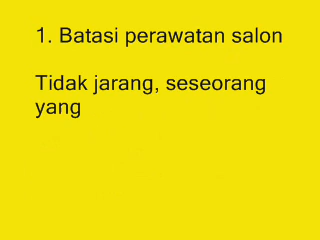 1. Batasi perawatan salon
Tidak jarang, seseorang
yang